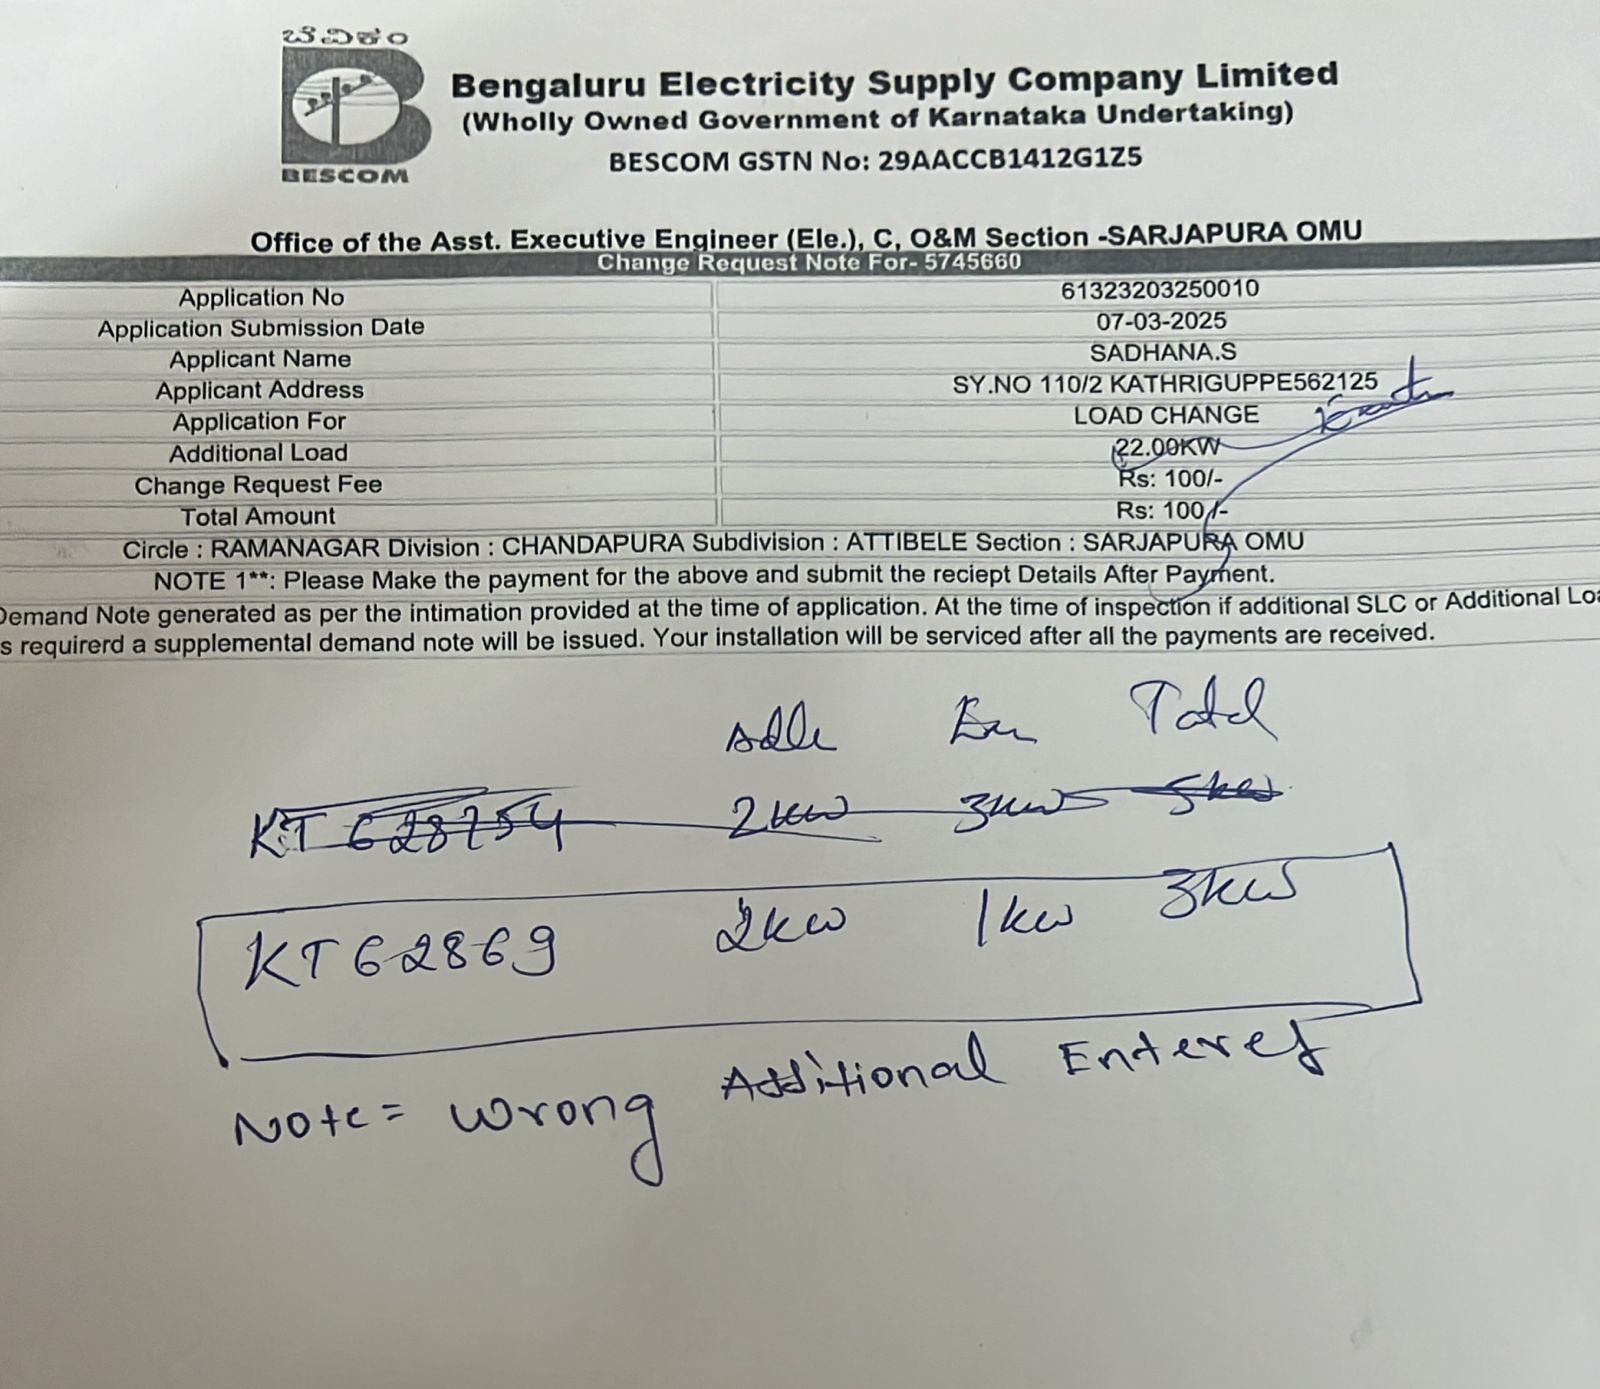 ಬೆವಿಕಂ
BESCOM
Bengaluru Electricity Supply Company Limited
(Wholly Owned Government of Karnataka Undertaking)
BESCOM GSTN No: 29AACCB1412G1Z5
Office of the Asst. Executive Engineer (Ele.), C, O&M Section -SARJAPURA OMU
Change Request Note For- 5745660
Application No 61323203250010
Application Submission Date 07-03-2025
Applicant Name SADHANA.S
Applicant Address SY.NO 110/2 KATHRIGUPPE562125
Application For LOAD CHANGE
Additional Load 22.00KW
Change Request Fee Rs: 100/-
Total Amount Rs: 100/-
Circle : RAMANAGAR Division : CHANDAPURA Subdivision : ATTIBELE Section : SARJAPURA OMU
NOTE 1**: Please Make the payment for the above and submit the reciept Details After Payment.
Demand Note generated as per the intimation provided at the time of application. At the time of inspection if additional SLC or Additional Loa
s requirerd a supplemental demand note will be issued. Your installation will be serviced after all the payments are received.
Total
KT 628754 2kw 3kw 5kw
KT62869 2kw 1kw 3kw
Note= Wrong Additional Entered